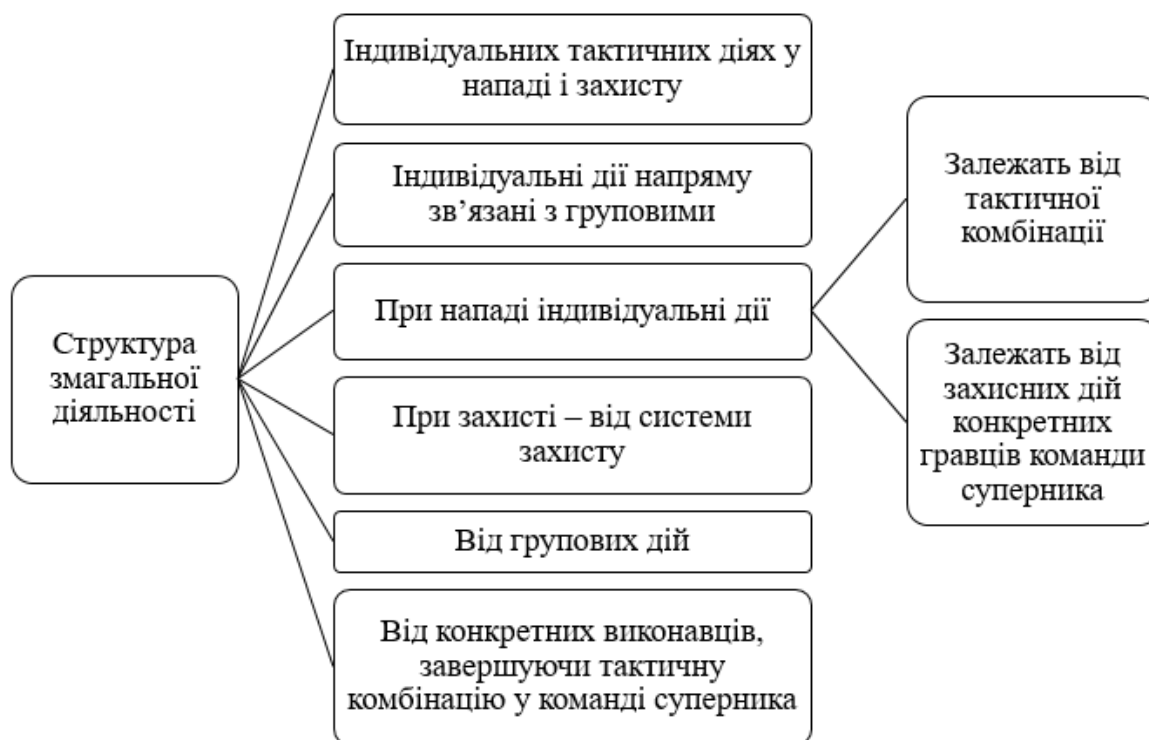 Структура
змагальної
діяльності
Індивідуальних тактичних діях у
нападі і захисту
Індивідуальні дії напряму
зв’язані з груповими
При нападі індивідуальні дії
При захисті – від системи
захисту
Від групових дій
Від конкретних виконавців,
завершуючи тактичну
комбінацію у команді суперника
Залежать від
тактичної
комбінації
Залежать від
захисних дій
конкретних
гравців команди
суперника